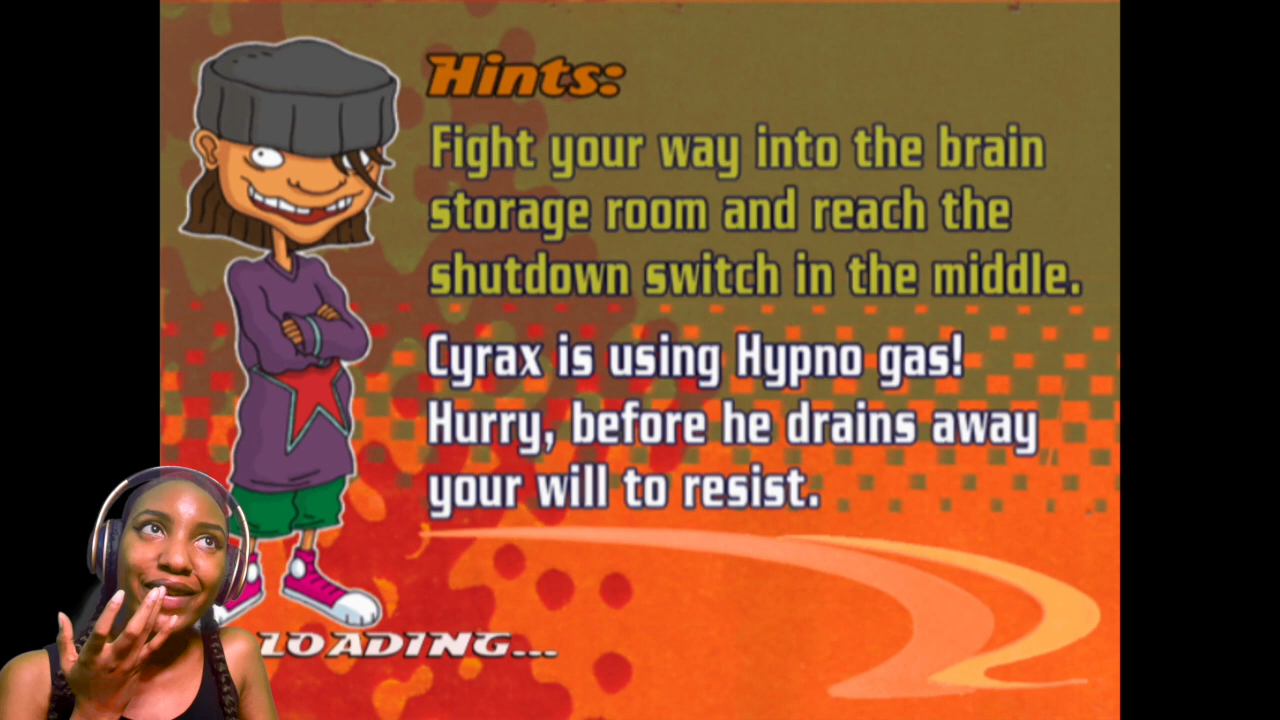 Hints:
Fight your way into the brain
storage room and reach the
shutdown switch in the middle.
Cyrax is using Hypno gas!
Hurry, before he drains away
your will to resist.
LOADING...